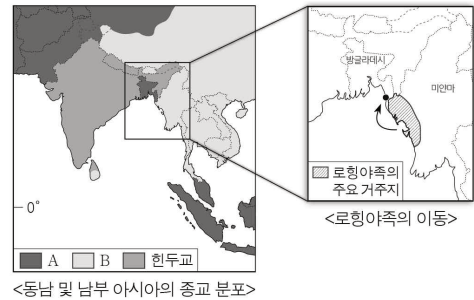 방글라데시
미얀마
로힝야족의
주요 거주지
<로힝야족의 이동>
0°
A B 힌두교
<동남 및 남부 아시아의 종교 분포>